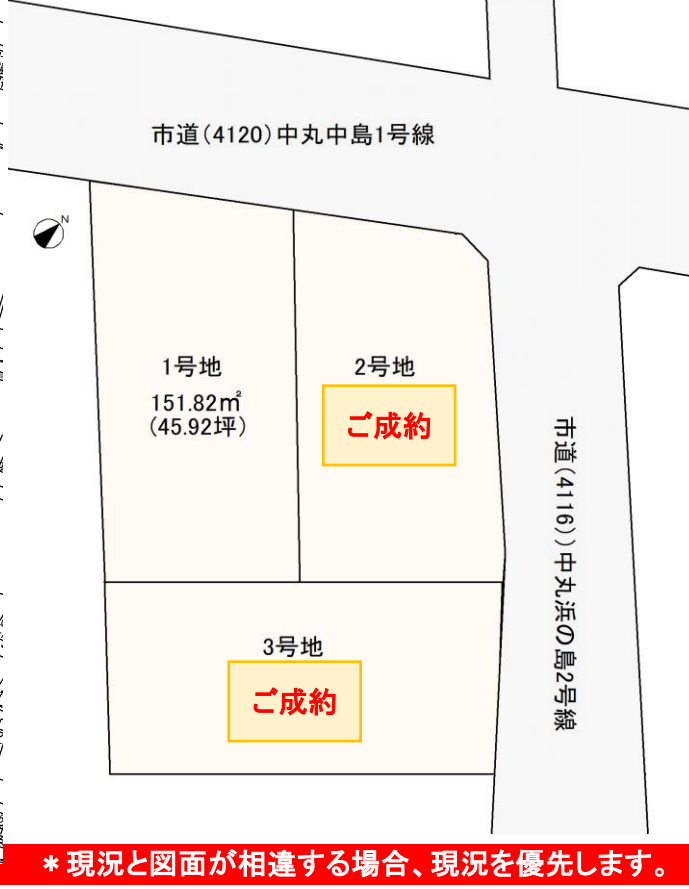 市道(4120)中丸中島1号線
N
1号地
151.82㎡
(45.92坪)
2号地
ご成約
市道(4116))中丸浜の島2号線
3号地
ご成約
＊現況と図面が相違する場合、現況を優先します。